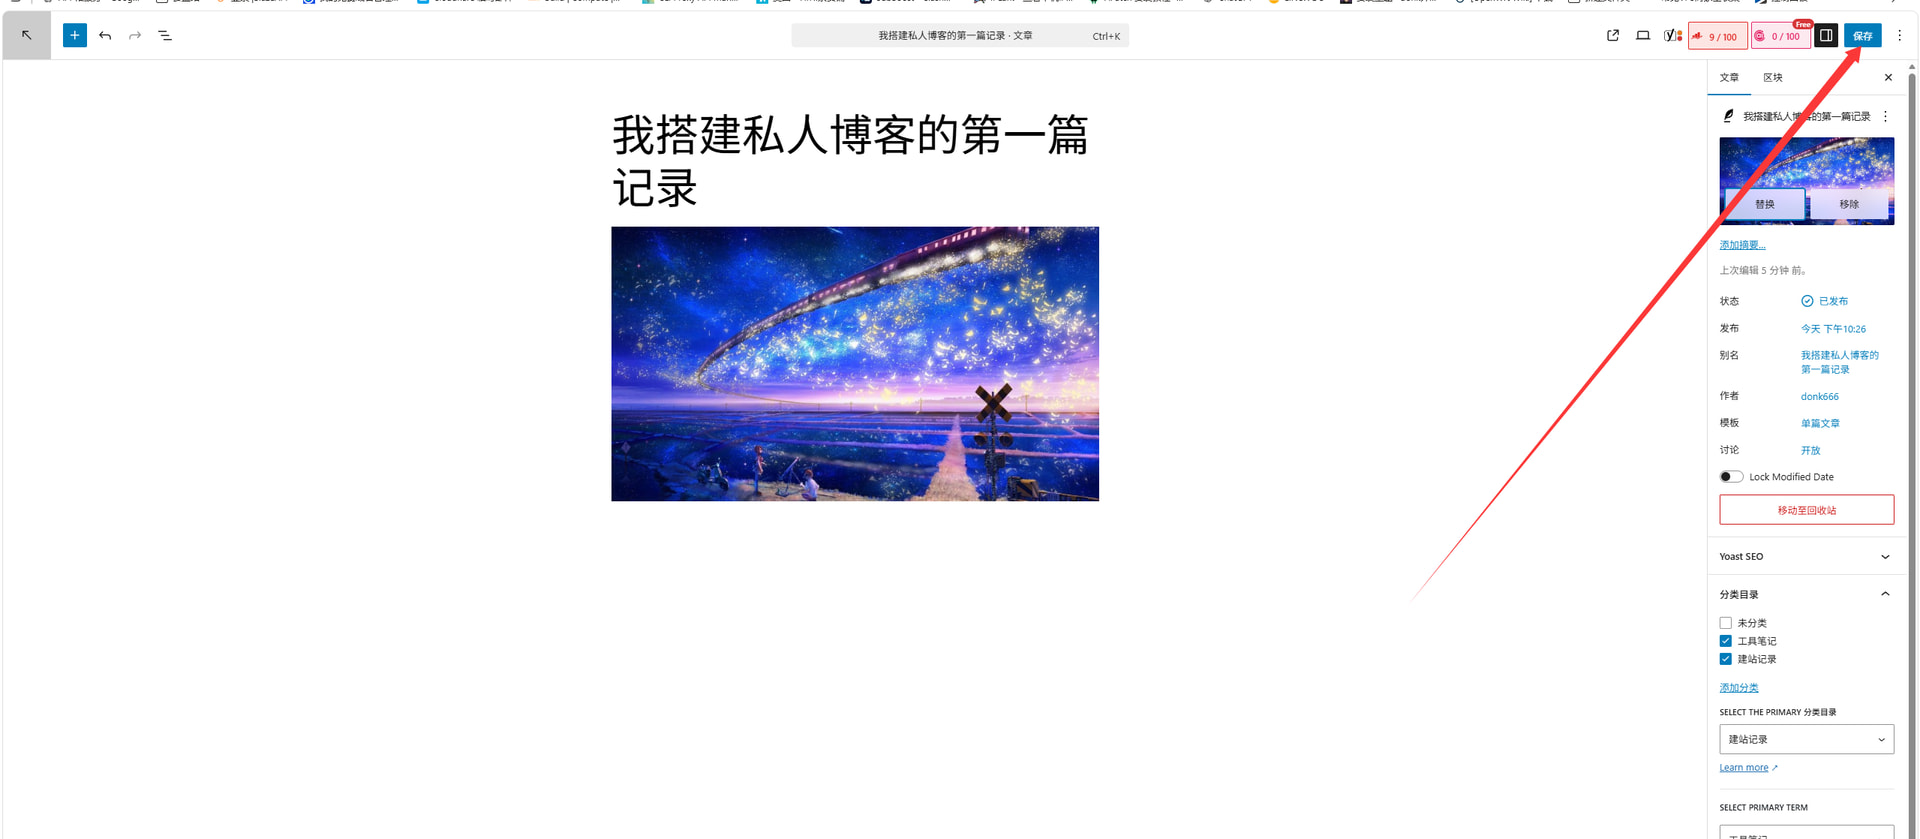 我搭建私人博客的第一篇记录 · 文章
Ctrl+K
9 / 100
0 / 100
Free
保存
文章
区块
我搭建私人博客的第一篇
记录
我搭建私人博客的第一篇记录
替换
移除
添加摘要...
上次编辑 5 分钟 前。
状态
已发布
发布
今天 下午10:26
别名
我搭建私人博客的
第一篇记录
作者
donk666
模板
单篇文章
讨论
开放
Lock Modified Date
移动至回收站
Yoast SEO
分类目录
未分类
工具笔记
建站记录
添加分类
SELECT THE PRIMARY 分类目录
建站记录
Learn more ↗
SELECT PRIMARY TERM